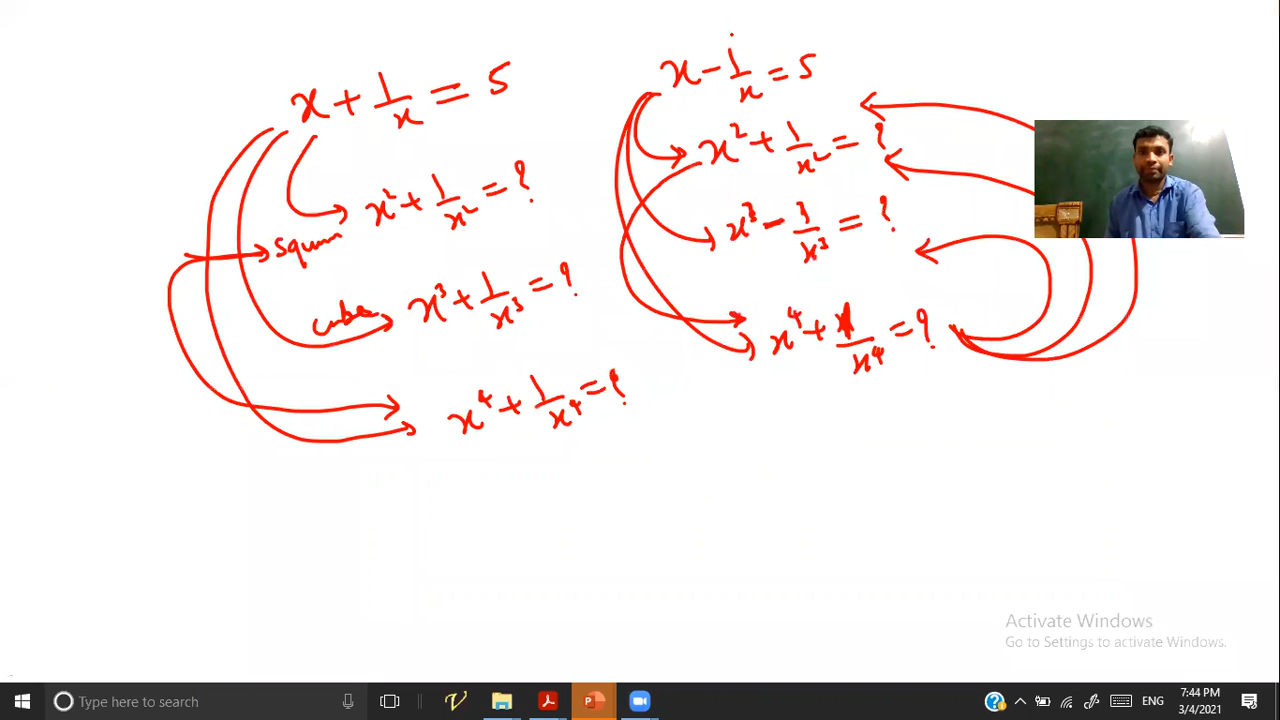 x + 1/x = 5
x² + 1/x² = ?
square
x³ + 1/x³ = ?
cube
x⁴ + 1/x⁴ = ?
x - 1/x = 5
x² + 1/x² = ?
x³ - 3/x³ = ?
x⁴ + 1/x⁴ = ?
Activate Windows
Go to Settings to activate Windows.
Type here to search
ENG
7:44 PM
3/4/2021